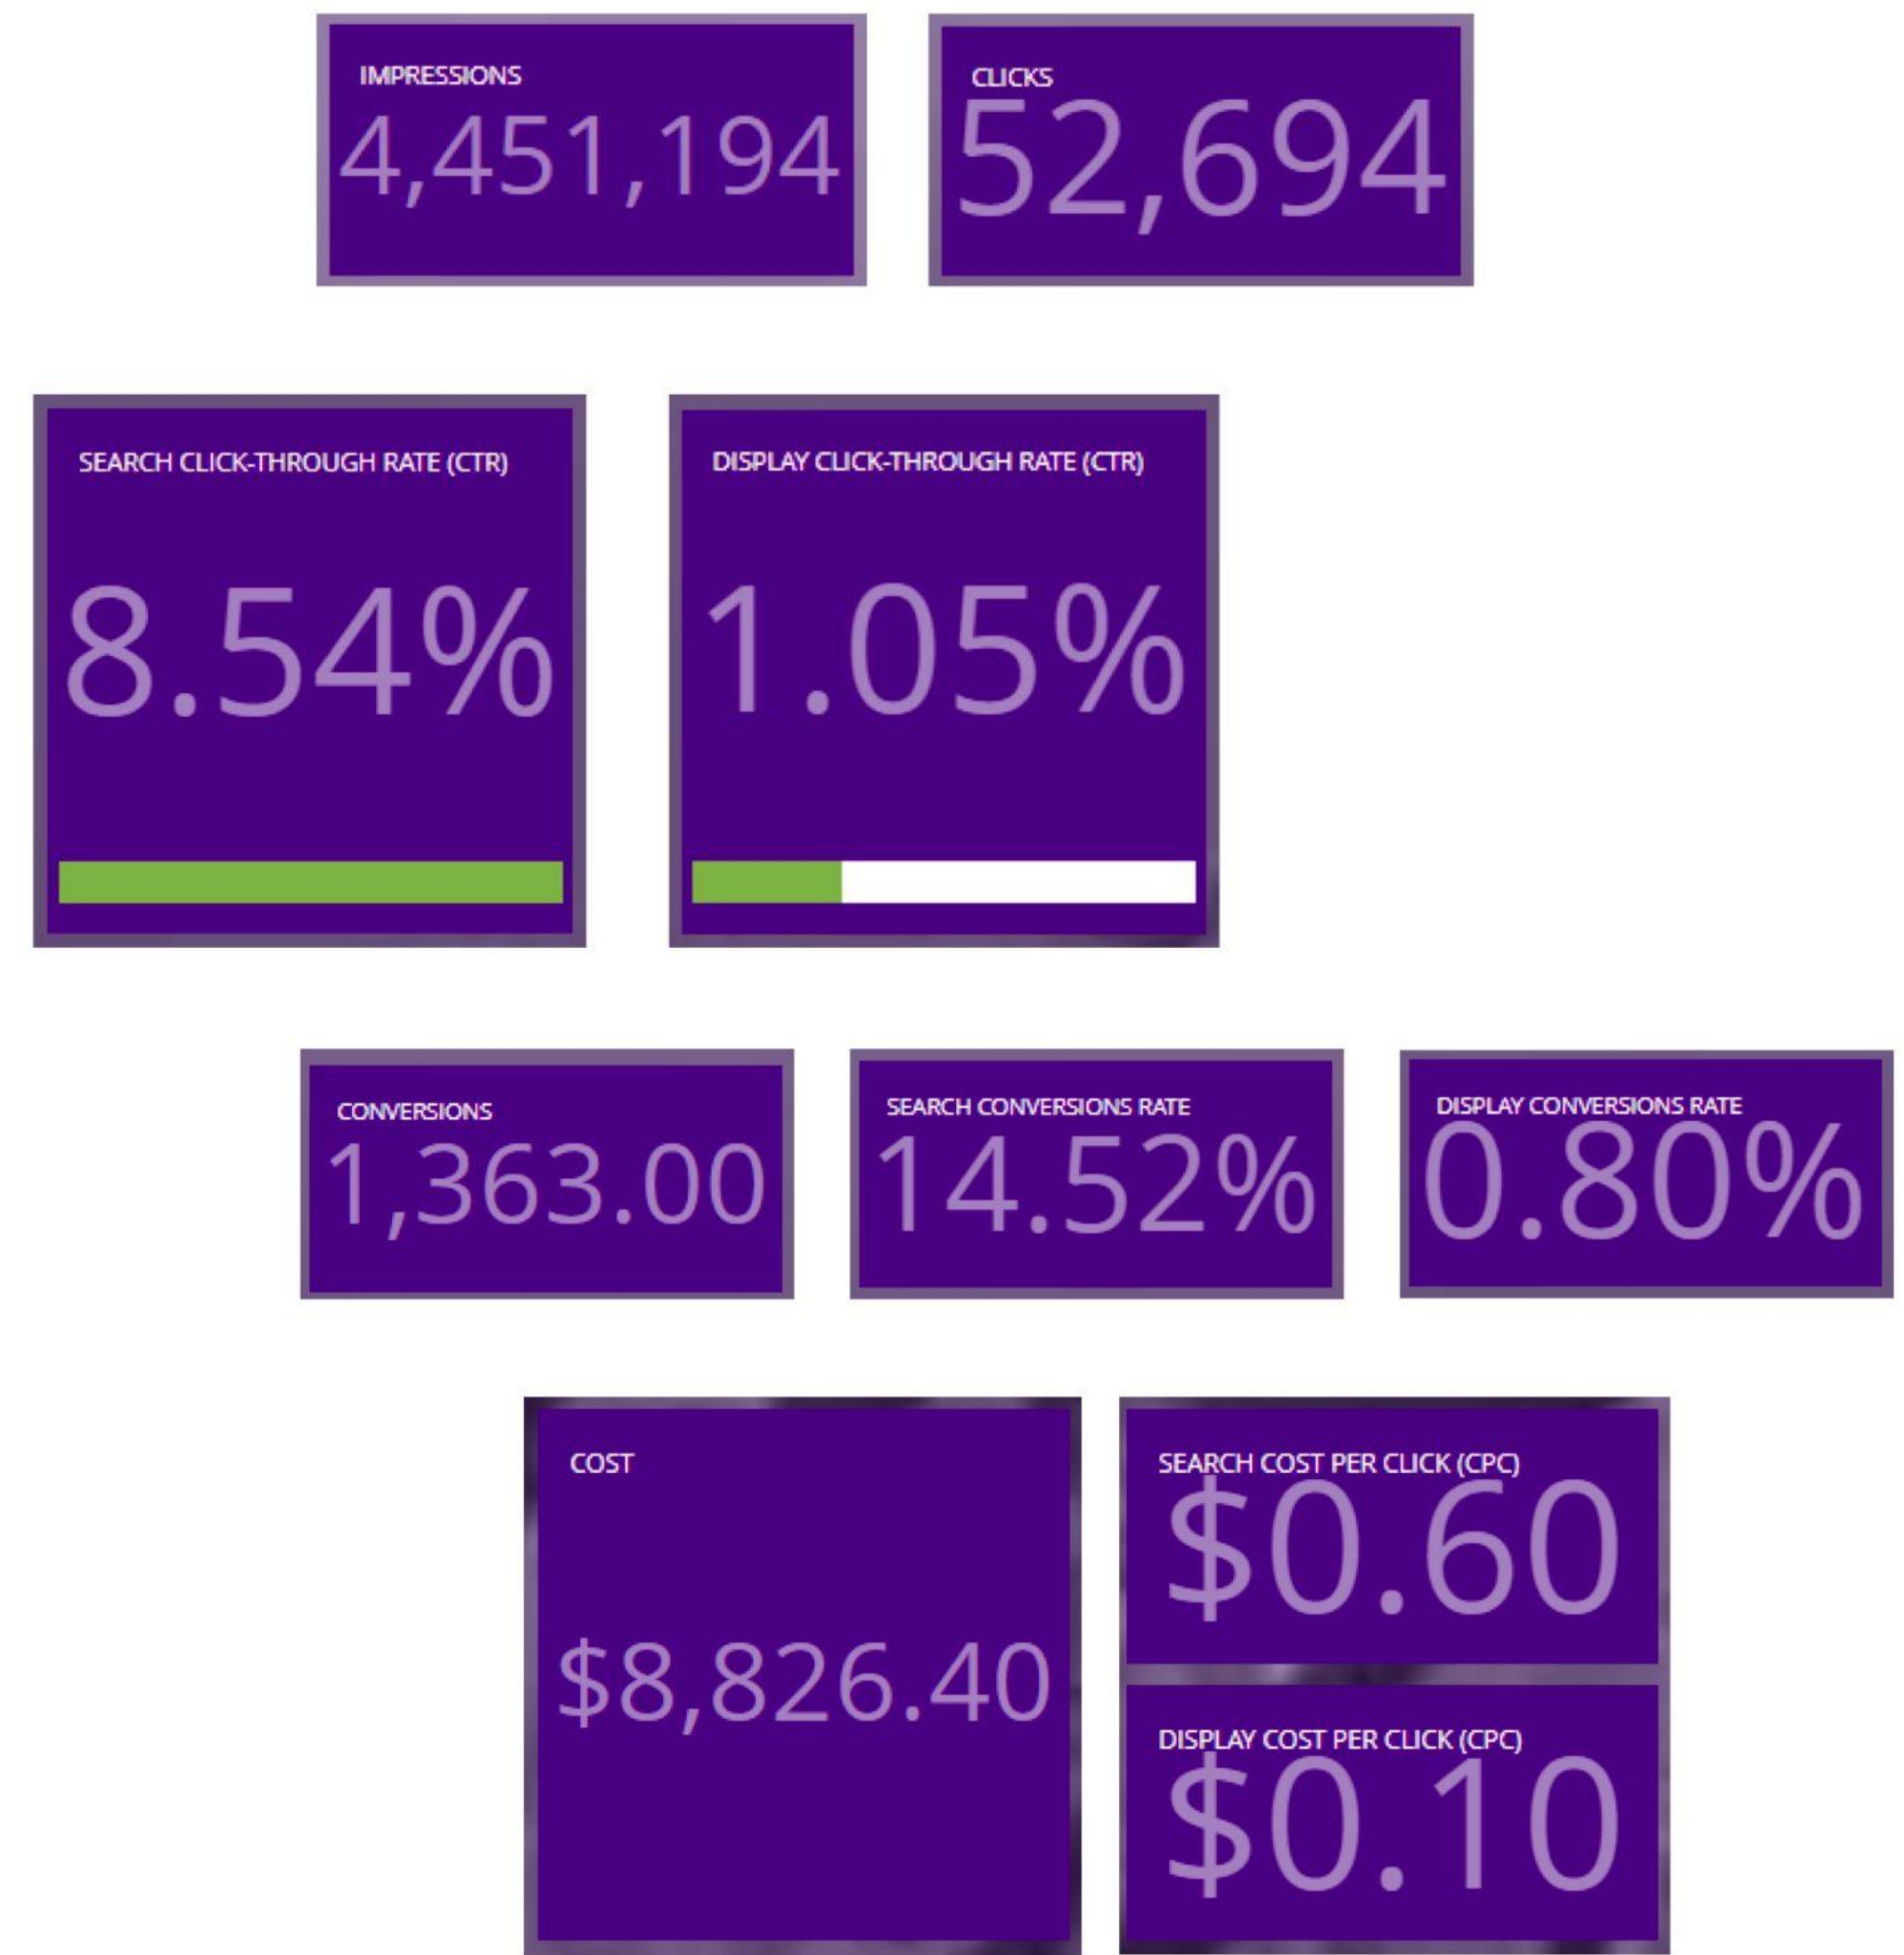 IMPRESSIONS
4,451,194
CLICKS
52,694
SEARCH CLICK-THROUGH RATE (CTR)
8.54%
DISPLAY CLICK-THROUGH RATE (CTR)
1.05%
CONVERSIONS
1,363.00
SEARCH CONVERSIONS RATE
14.52%
DISPLAY CONVERSIONS RATE
0.80%
COST
$8,826.40
SEARCH COST PER CLICK (CPC)
$0.60
DISPLAY COST PER CLICK (CPC)
$0.10